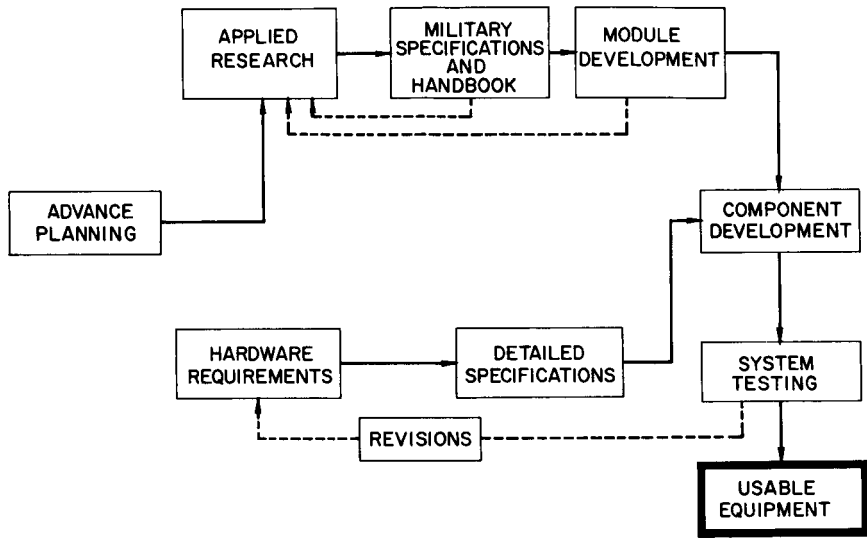 APPLIED
RESEARCH
MILITARY
SPECIFICATIONS
AND
HANDBOOK
MODULE
DEVELOPMENT
ADVANCE
PLANNING
COMPONENT
DEVELOPMENT
HARDWARE
REQUIREMENTS
DETAILED
SPECIFICATIONS
SYSTEM
TESTING
REVISIONS
USABLE
EQUIPMENT